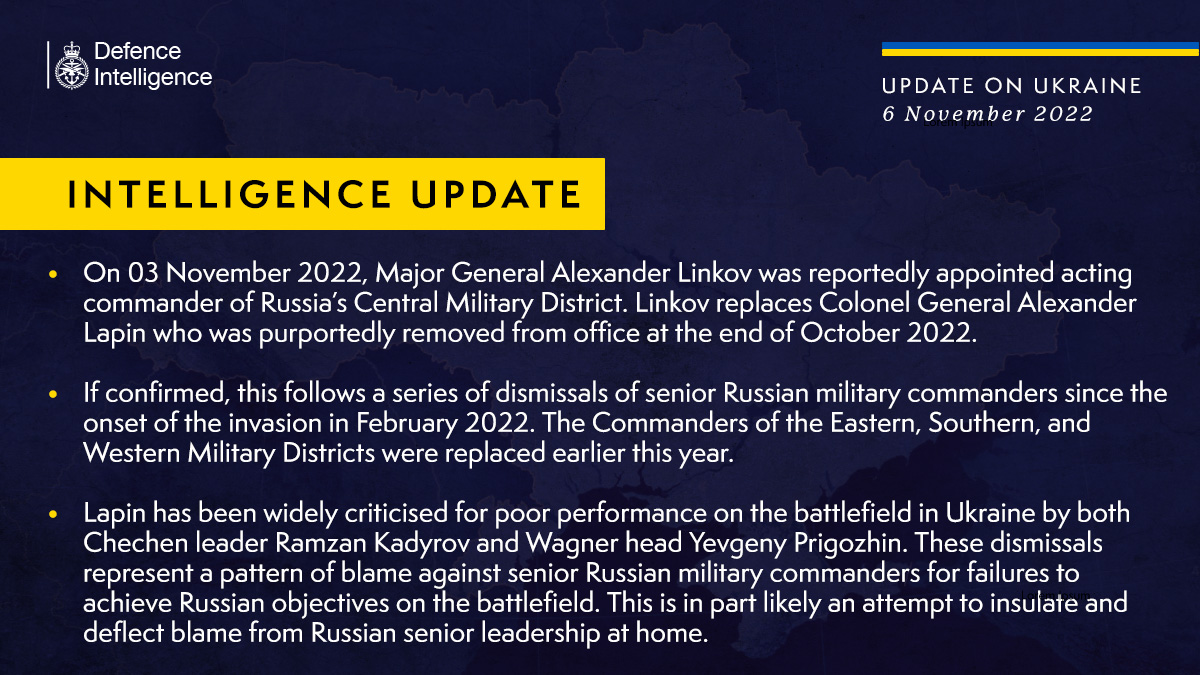 Defence
Intelligence
UPDATE ON UKRAINE
6 November 2022
INTELLIGENCE UPDATE
• On 03 November 2022, Major General Alexander Linkov was reportedly appointed acting
commander of Russia's Central Military District. Linkov replaces Colonel General Alexander
Lapin who was purportedly removed from office at the end of October 2022.
• If confirmed, this follows a series of dismissals of senior Russian military commanders since the
onset of the invasion in February 2022. The Commanders of the Eastern, Southern, and
Western Military Districts were replaced earlier this year.
• Lapin has been widely criticised for poor performance on the battlefield in Ukraine by both
Chechen leader Ramzan Kadyrov and Wagner head Yevgeny Prigozhin. These dismissals
represent a pattern of blame against senior Russian military commanders for failures to
achieve Russian objectives on the battlefield. This is in part likely an attempt to insulate and
deflect blame from Russian senior leadership at home.